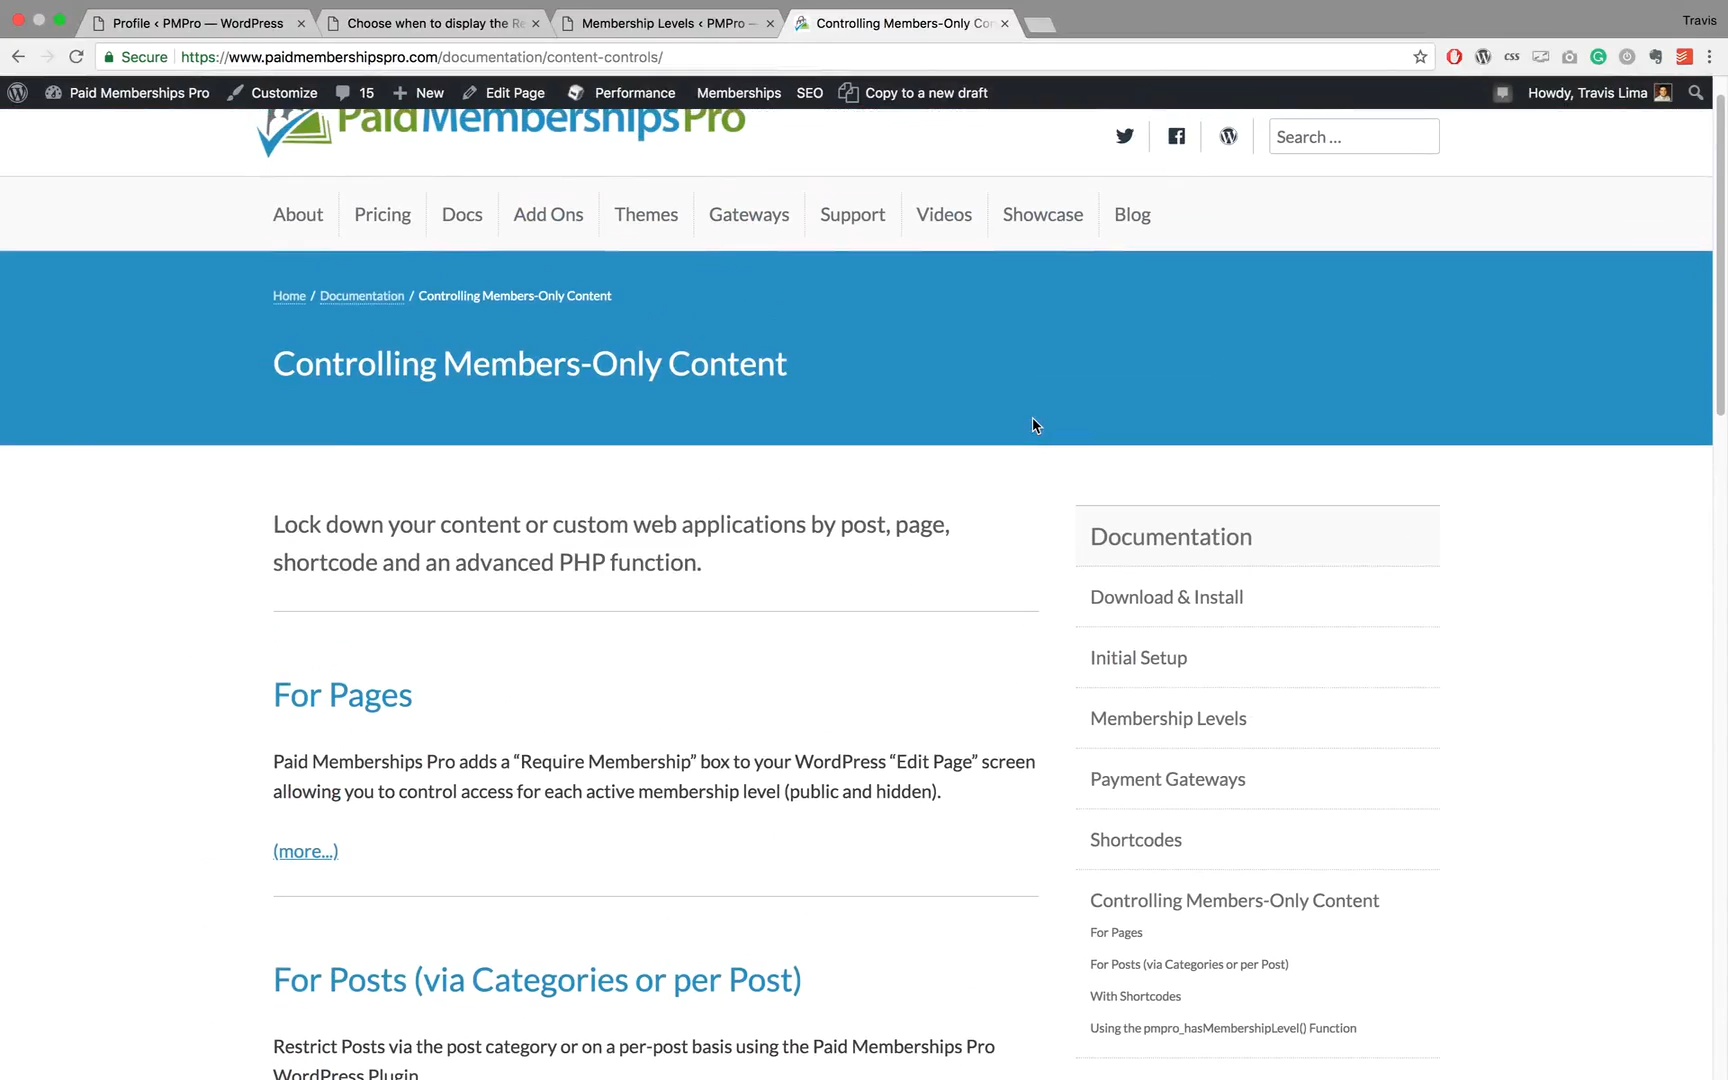 Travis
Profile ‹ PMPro — WordPress
Choose when to display the Re
Membership Levels ‹ PMPro —
Controlling Members-Only Co
Secure https://www.paidmembershipspro.com/documentation/content-controls/
css
Paid Memberships Pro Customize 15 New Edit Page Performance Memberships SEO Copy to a new draft Howdy, Travis Lima
PaidMembershipsPro
Search ...
About Pricing Docs Add Ons Themes Gateways Support Videos Showcase Blog
Home / Documentation / Controlling Members-Only Content
Controlling Members-Only Content
Lock down your content or custom web applications by post, page,
shortcode and an advanced PHP function.
For Pages
Paid Memberships Pro adds a “Require Membership” box to your WordPress “Edit Page” screen
allowing you to control access for each active membership level (public and hidden).
(more...)
For Posts (via Categories or per Post)
Restrict Posts via the post category or on a per-post basis using the Paid Memberships Pro
WordPress Plugin
Documentation
Download & Install
Initial Setup
Membership Levels
Payment Gateways
Shortcodes
Controlling Members-Only Content
For Pages
For Posts (via Categories or per Post)
With Shortcodes
Using the pmpro_hasMembershipLevel() Function